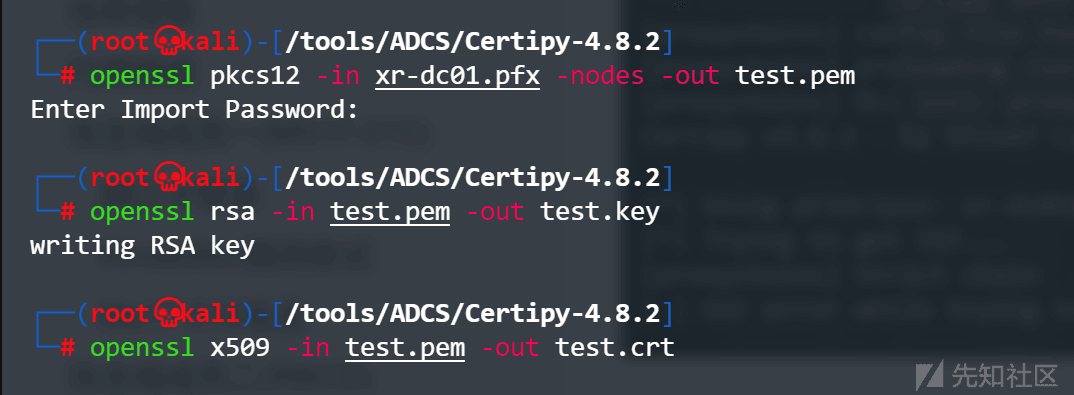 (root💀kali)-[/tools/ADCS/Certipy-4.8.2]
# openssl pkcs12 -in xr-dc01.pfx -nodes -out test.pem
Enter Import Password:
(root💀kali)-[/tools/ADCS/Certipy-4.8.2]
# openssl rsa -in test.pem -out test.key
writing RSA key
(root💀kali)-[/tools/ADCS/Certipy-4.8.2]
# openssl x509 -in test.pem -out test.crt
先知社区